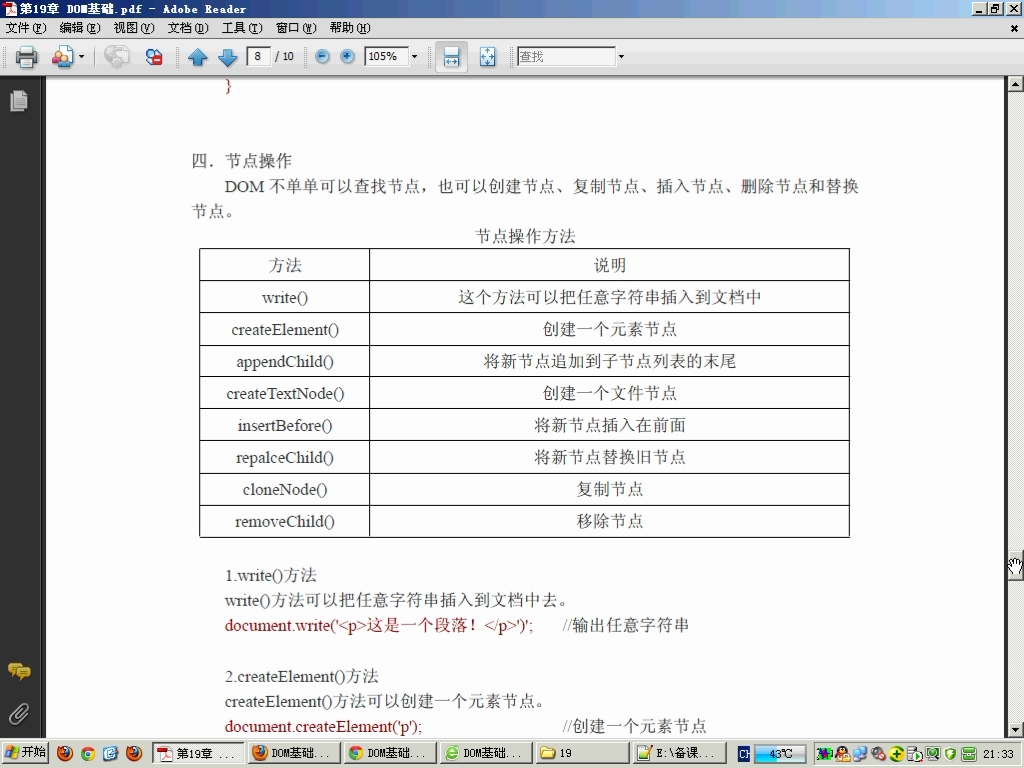 第19章 DOM基础.pdf - Adobe Reader
文件(F) 编辑(E) 视图(V) 文档(D) 工具(T) 窗口(W) 帮助(H)
8 / 10 105% 查找
}
四．节点操作
DOM 不单单可以查找节点，也可以创建节点、复制节点、插入节点、删除节点和替换
节点。
节点操作方法
方法 说明
write() 这个方法可以把任意字符串插入到文档中
createElement() 创建一个元素节点
appendChild() 将新节点追加到子节点列表的末尾
createTextNode() 创建一个文件节点
insertBefore() 将新节点插入在前面
repalceChild() 将新节点替换旧节点
cloneNode() 复制节点
removeChild() 移除节点
1.write()方法
write()方法可以把任意字符串插入到文档中去。
document.write('<p>这是一个段落！</p>')'; //输出任意字符串
2.createElement()方法
createElement()方法可以创建一个元素节点。
document.createElement('p'); //创建一个元素节点
开始 第19章 ... DOM基础... DOM基础... DOM基础... 19 E:\备课... CH 43℃ 21:33